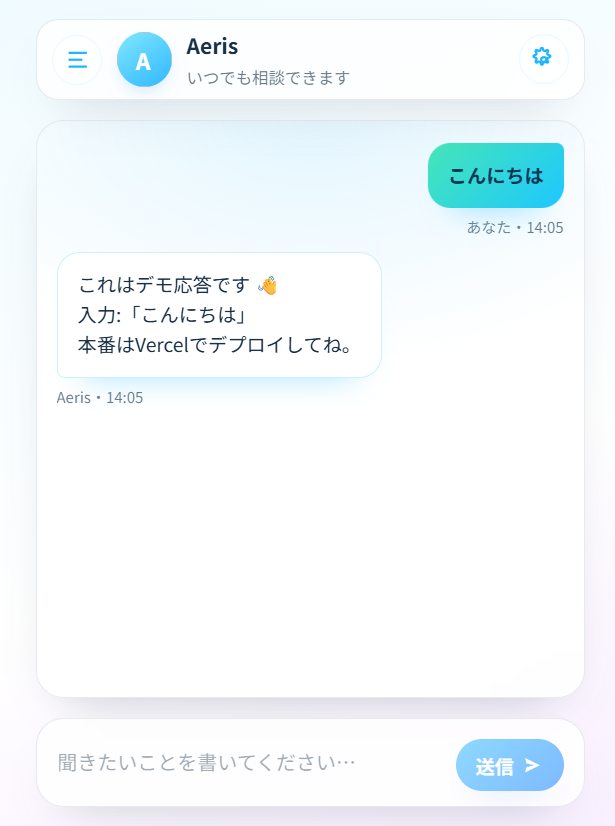 A
Aeris
いつでも相談できます
こんにちは
あなた・14:05
これはデモ応答です 👋
入力:「こんにちは」
本番はVercelでデプロイしてね。
Aeris・14:05
聞きたいことを書いてください…
送信